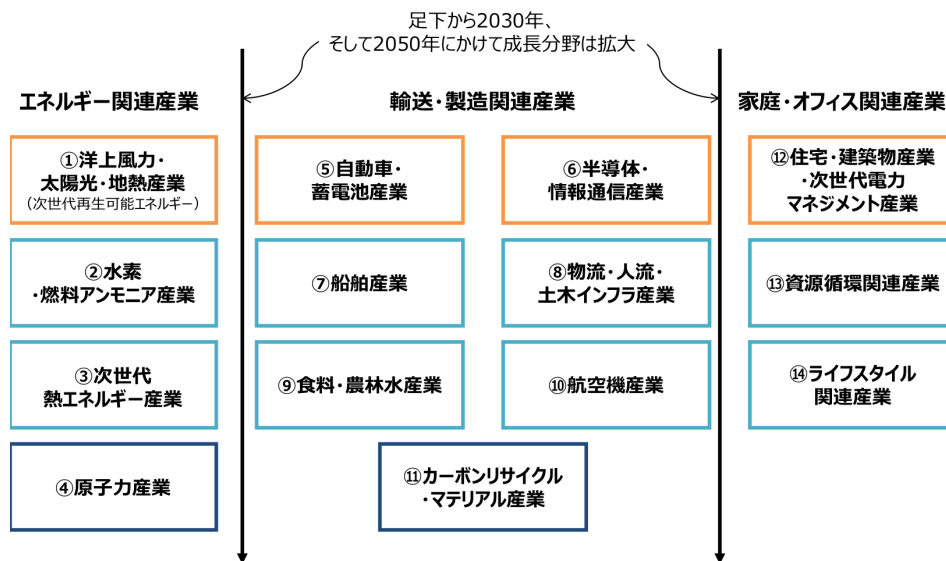 足下から2030年、
そして2050年にかけて成長分野は拡大
エネルギー関連産業
①洋上風力・
太陽光・地熱産業
（次世代再生可能エネルギー）
②水素
・燃料アンモニア産業
③次世代
熱エネルギー産業
④原子力産業
輸送・製造関連産業
⑤自動車・
蓄電池産業
⑥半導体・
情報通信産業
⑦船舶産業
⑧物流・人流・
土木インフラ産業
⑨食料・農林水産業
⑩航空機産業
⑪カーボンリサイクル
・マテリアル産業
家庭・オフィス関連産業
⑫住宅・建築物産業
・次世代電力
マネジメント産業
⑬資源循環関連産業
⑭ライフスタイル
関連産業